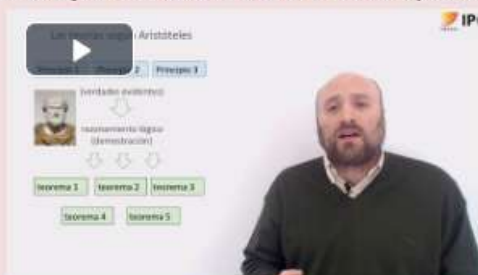 Las teorías según Aristóteles
Principio 2 Principio 3
(verdades evidentes)
razonamiento lógico
(demostración)
teorema 1 teorema 2 teorema 3
teorema 4 teorema 5